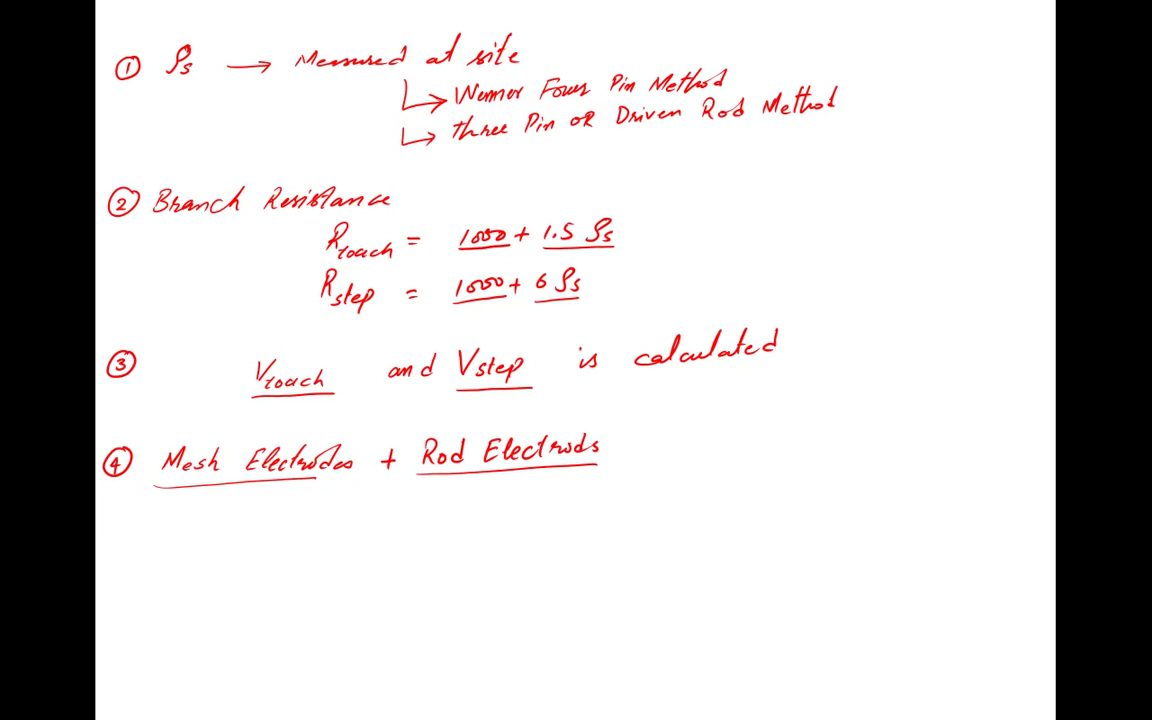 ① ρs → Measured at site
↳ Wenner Four Pin Method
↳ Three Pin OR Driven Rod Method
② Branch Resistance
Rtouch = 1000 + 1.5 ρs
Rstep = 1000 + 6 ρs
③ Vtouch and Vstep is calculated
④ Mesh Electrodes + Rod Electrods